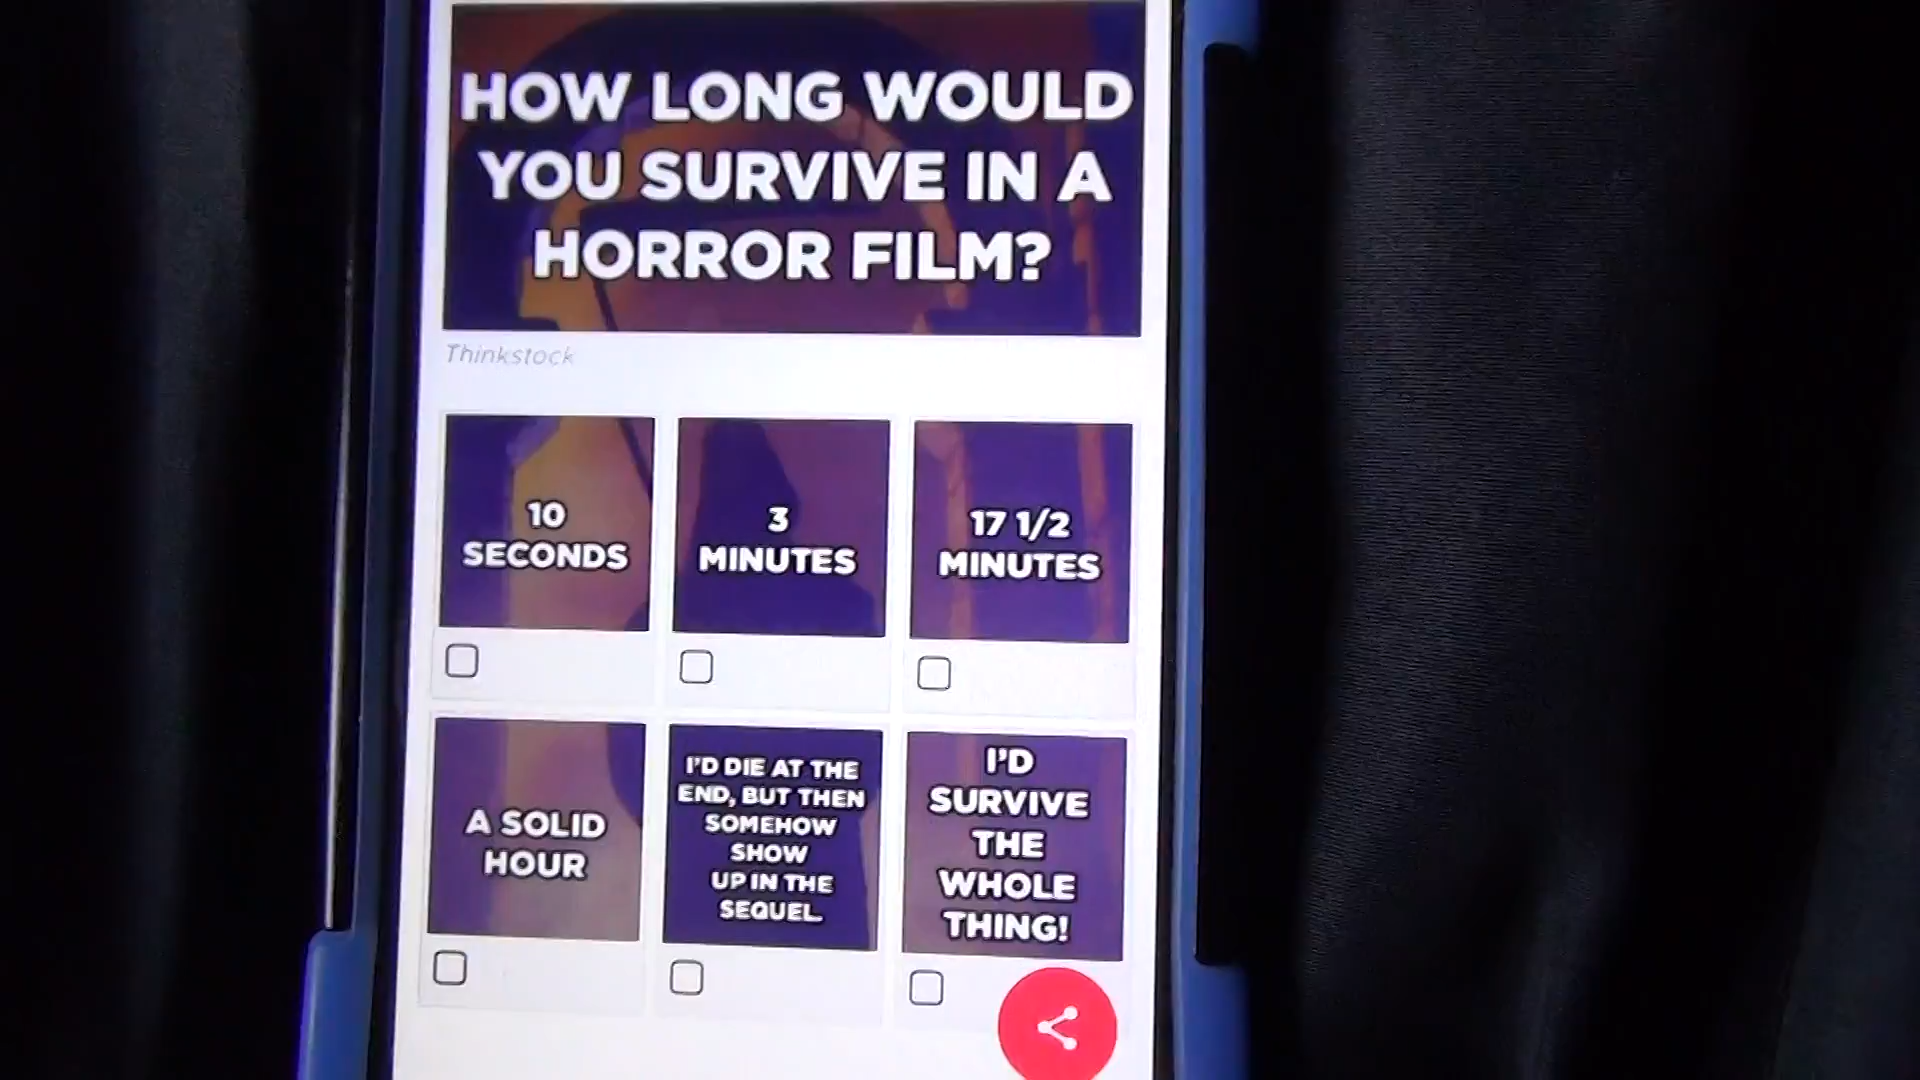 HOW LONG WOULD
YOU SURVIVE IN A
HORROR FILM?
Thinkstock
10
SECONDS
3
MINUTES
17 1/2
MINUTES
A SOLID
HOUR
I'D DIE AT THE
END, BUT THEN
SOMEHOW
SHOW
UP IN THE
SEQUEL.
I'D
SURVIVE
THE
WHOLE
THING!